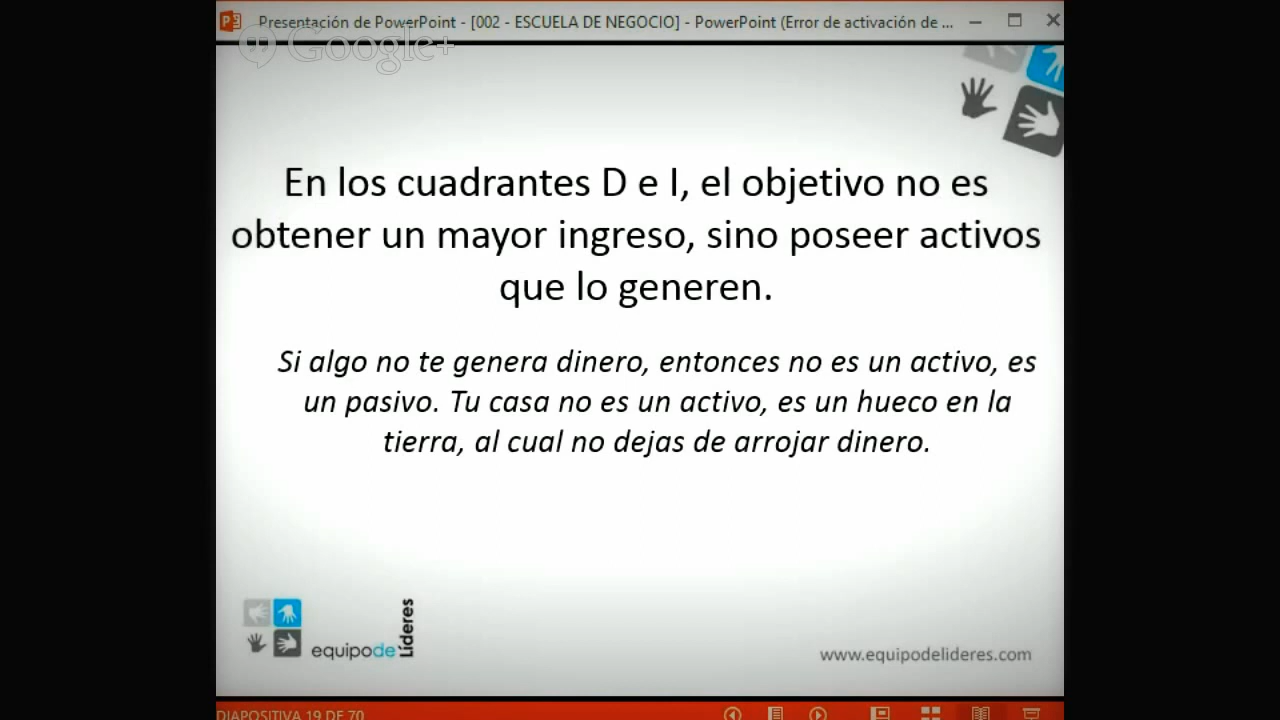 Presentación de PowerPoint - [002 - ESCUELA DE NEGOCIO] - PowerPoint (Error de activación de ...
Google+
En los cuadrantes D e I, el objetivo no es
obtener un mayor ingreso, sino poseer activos
que lo generen.
Si algo no te genera dinero, entonces no es un activo, es
un pasivo. Tu casa no es un activo, es un hueco en la
tierra, al cual no dejas de arrojar dinero.
equipode Líderes
www.equipodelideres.com
DIAPOSITIVA 19 DE 70